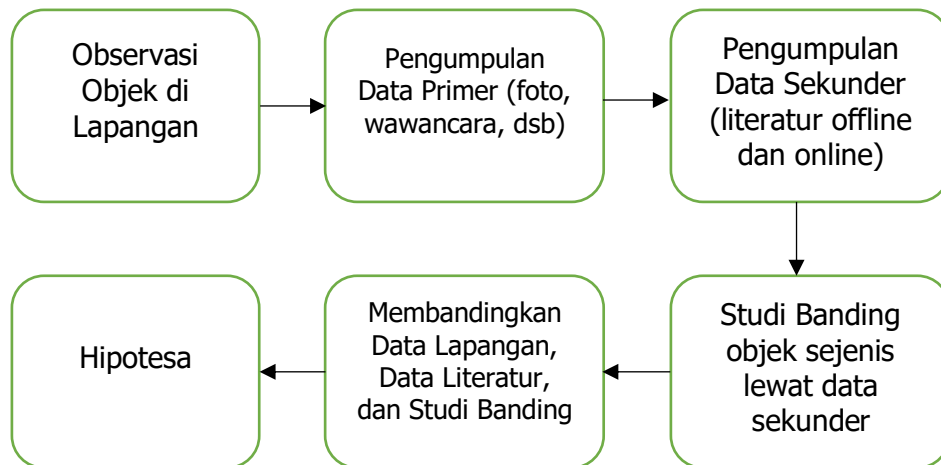 Observasi
Objek di
Lapangan
Pengumpulan
Data Primer (foto,
wawancara, dsb)
Pengumpulan
Data Sekunder
(literatur offline
dan online)
Studi Banding
objek sejenis
lewat data
sekunder
Membandingkan
Data Lapangan,
Data Literatur,
dan Studi Banding
Hipotesa